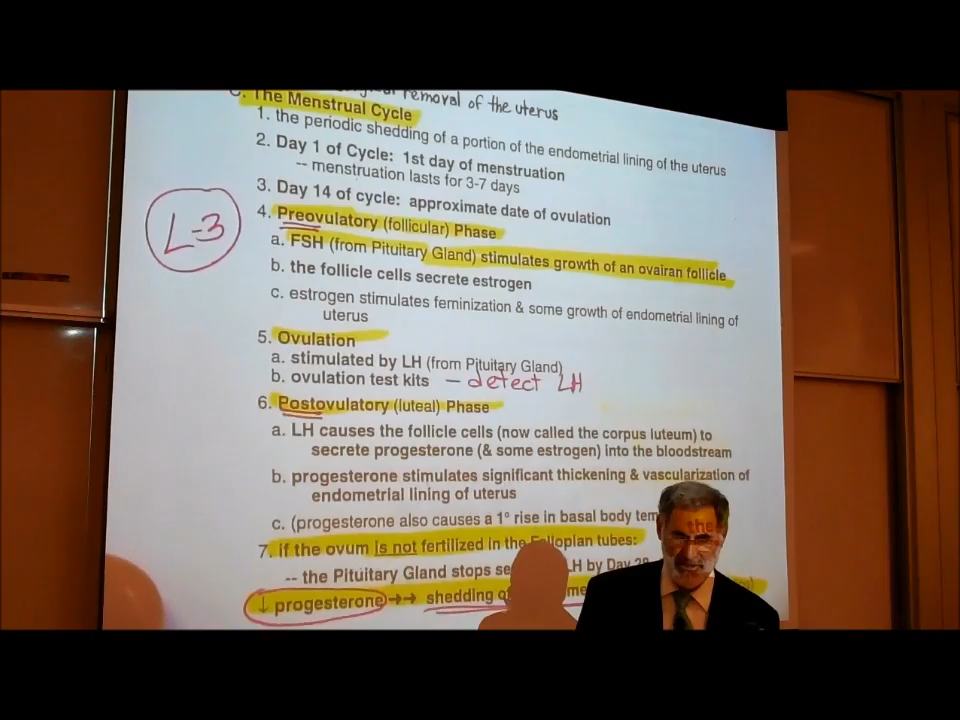 removal of the uterus
C. The Menstrual Cycle
1. the periodic shedding of a portion of the endometrial lining of the uterus
2. Day 1 of Cycle: 1st day of menstruation
-- menstruation lasts for 3-7 days
3. Day 14 of cycle: approximate date of ovulation
L-3
4. Preovulatory (follicular) Phase
a. FSH (from Pituitary Gland) stimulates growth of an ovairan follicle
b. the follicle cells secrete estrogen
c. estrogen stimulates feminization & some growth of endometrial lining of
uterus
5. Ovulation
a. stimulated by LH (from Pituitary Gland)
b. ovulation test kits – detect LH
6. Postovulatory (luteal) Phase
a. LH causes the follicle cells (now called the corpus luteum) to
secrete progesterone (& some estrogen) into the bloodstream
b. progesterone stimulates significant thickening & vascularization of
endometrial lining of uterus
c. (progesterone also causes a 1° rise in basal body the
7. if the ovum is not fertilized in the Fallopian tubes:
-- the Pituitary Gland stops LH by Day 28
↓ progesterone →→ shedding